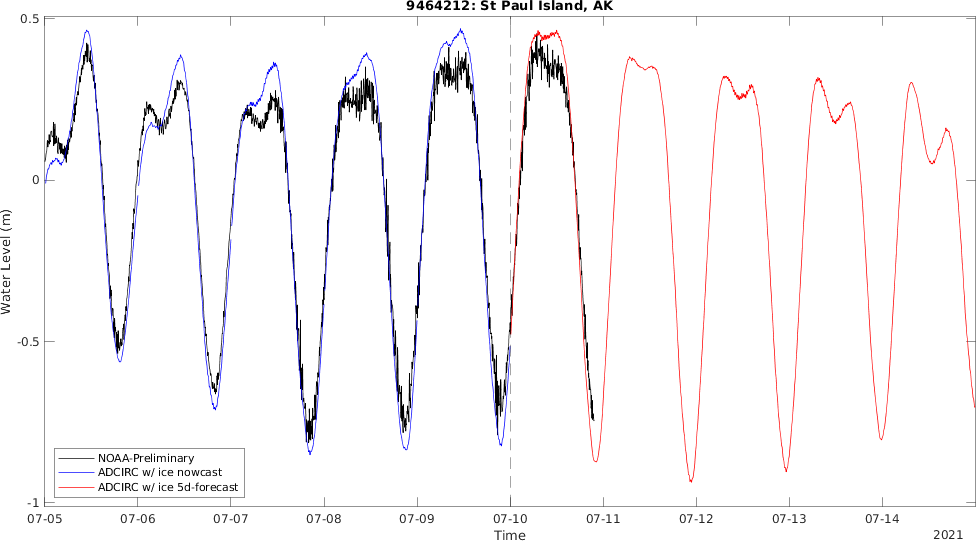 9464212: St Paul Island, AK
0.5
0
-0.5
-1
Water Level (m)
NOAA-Preliminary
ADCIRC w/ ice nowcast
ADCIRC w/ ice 5d-forecast
07-05 07-06 07-07 07-08 07-09 07-10 07-11 07-12 07-13 07-14
Time
2021